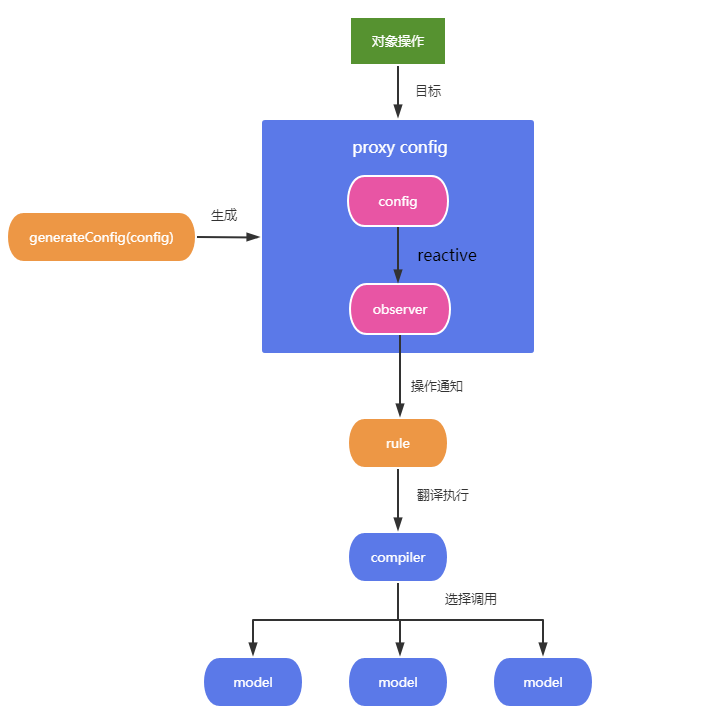 对象操作
目标
proxy config
config
生成
generateConfig(config)
reactive
observer
操作通知
rule
翻译执行
compiler
选择调用
model
model
model